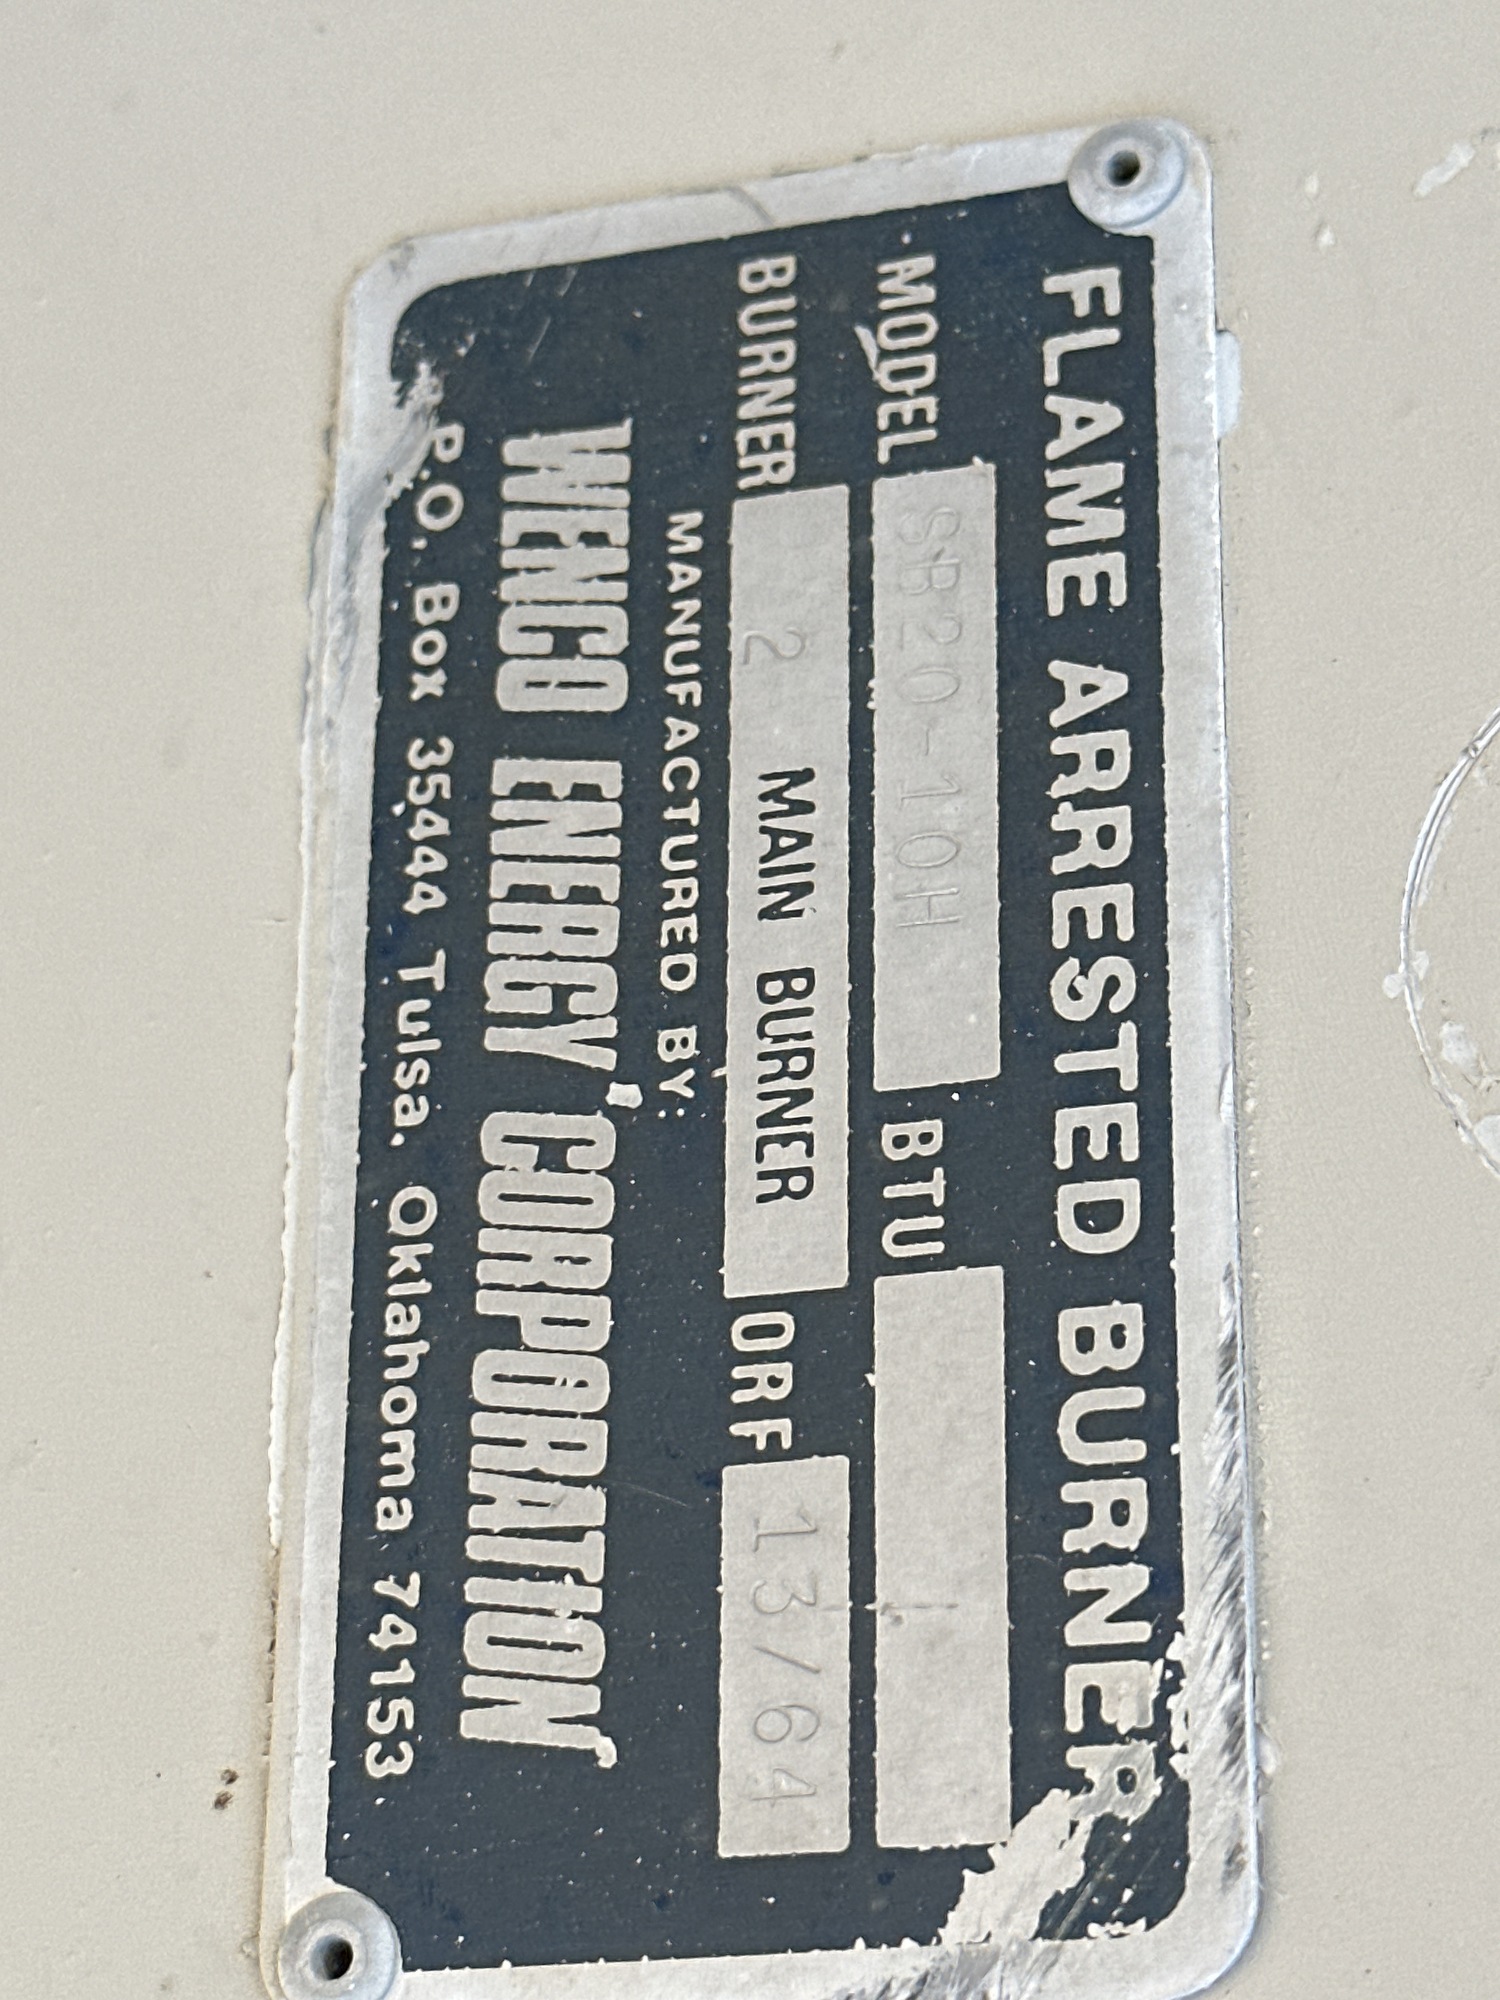 FLAME ARRESTED BURNER
MODEL SB20-10H BTU
BURNER 2 MAIN BURNER ORF 13/64
MANUFACTURED BY:
WENCO ENERGY CORPORATION
P.O. Box 35444 Tulsa. Oklahoma 74153